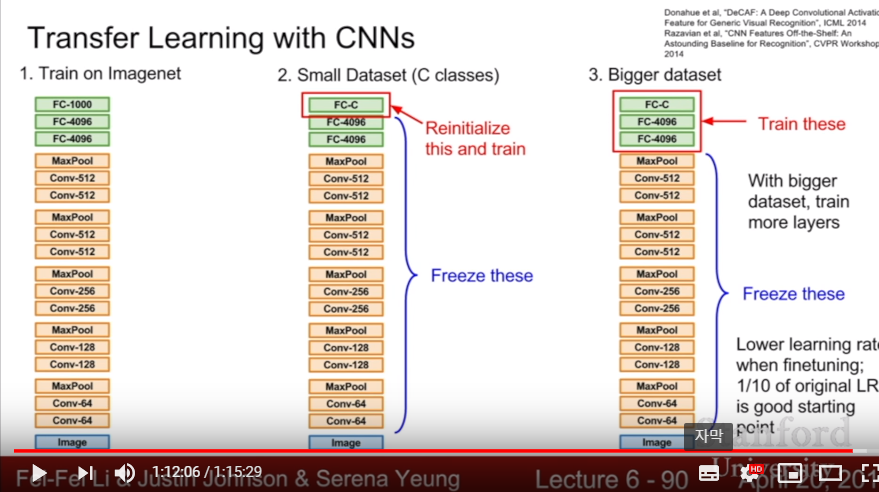 Donahue et al, "DeCAF: A Deep Convolutional Activatio
Feature for Generic Visual Recognition", ICML 2014
Razavian et al, "CNN Features Off-the-Shelf: An
Astounding Baseline for Recognition", CVPR Workshop
2014
Transfer Learning with CNNs
1. Train on Imagenet
FC-1000
FC-4096
FC-4096
MaxPool
Conv-512
Conv-512
MaxPool
Conv-512
Conv-512
MaxPool
Conv-256
Conv-256
MaxPool
Conv-128
Conv-128
MaxPool
Conv-64
Conv-64
Image
2. Small Dataset (C classes)
FC-C
FC-4096
FC-4096
MaxPool
Conv-512
Conv-512
MaxPool
Conv-512
Conv-512
MaxPool
Conv-256
Conv-256
MaxPool
Conv-128
Conv-128
MaxPool
Conv-64
Conv-64
Image
Reinitialize
this and train
Freeze these
3. Bigger dataset
FC-C
FC-4096
FC-4096
MaxPool
Conv-512
Conv-512
MaxPool
Conv-512
Conv-512
MaxPool
Conv-256
Conv-256
MaxPool
Conv-128
Conv-128
MaxPool
Conv-64
Conv-64
Image
Train these
With bigger
dataset, train
more layers
Freeze these
Lower learning rat
when finetuning;
1/10 of original LR
is good starting
point
자막
Stanford
University
1:12:06 / 1:15:29
HD
Fei-Fei Li & Justin Johnson & Serena Yeung
Lecture 6 - 90